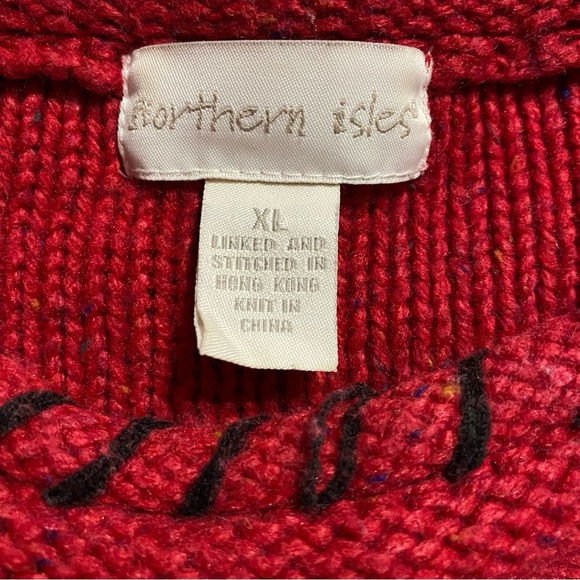 Northern isles
XL
LINKED AND
STITCHED IN
HONG KONG
KNIT IN
CHINA